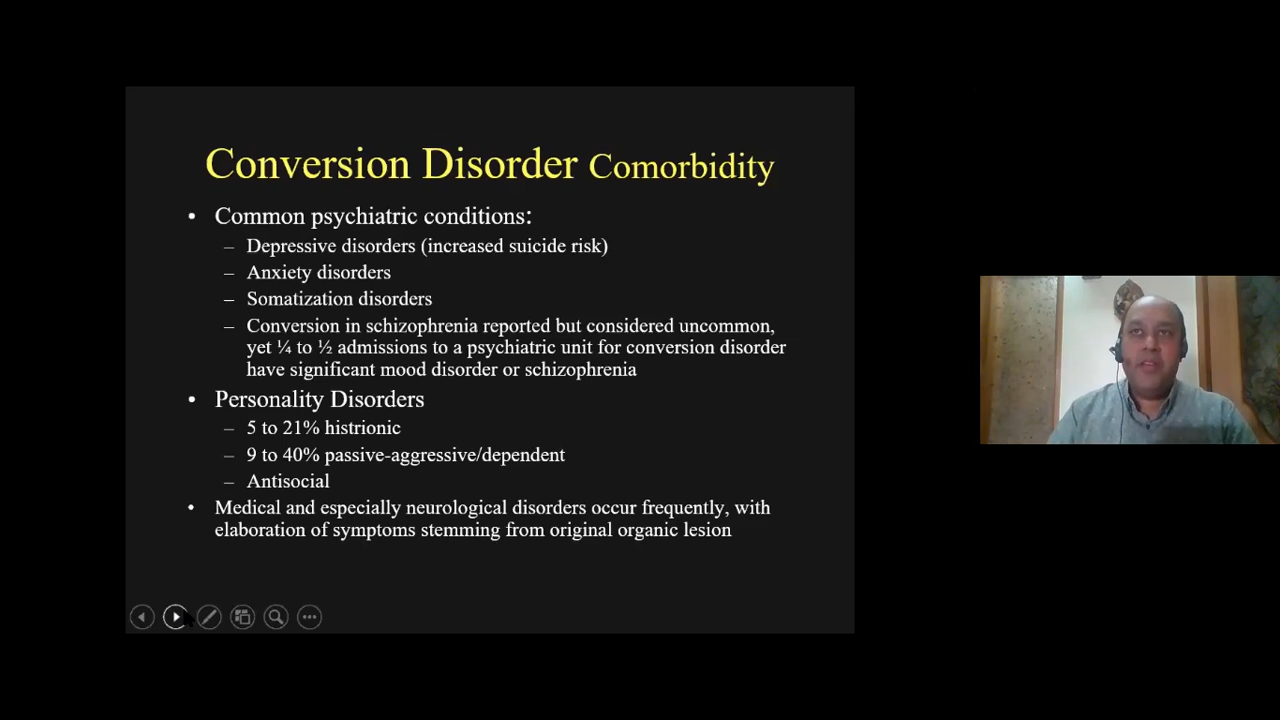 Conversion Disorder Comorbidity
• Common psychiatric conditions:
– Depressive disorders (increased suicide risk)
– Anxiety disorders
– Somatization disorders
– Conversion in schizophrenia reported but considered uncommon,
yet ¼ to ½ admissions to a psychiatric unit for conversion disorder
have significant mood disorder or schizophrenia
• Personality Disorders
– 5 to 21% histrionic
– 9 to 40% passive-aggressive/dependent
– Antisocial
• Medical and especially neurological disorders occur frequently, with
elaboration of symptoms stemming from original organic lesion